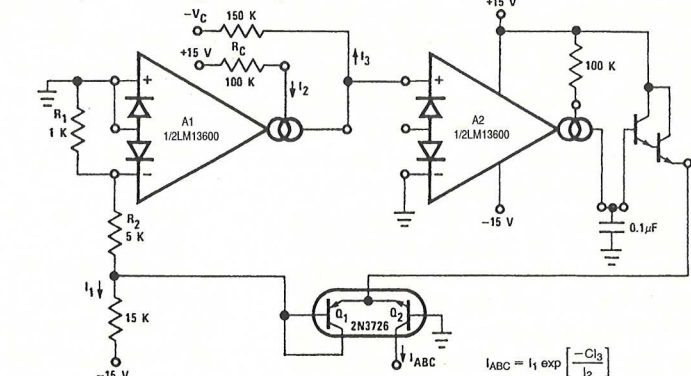 +15 V
−VC
150 K
+15 V
RC
100 K
I3
I2
100 K
+
A1
1/2LM13600
−
+
A2
1/2LM13600
−
R1
1 K
−15 V
0.1μF
R2
5 K
I1
15 K
−15 V
Q1
Q2
2N3726
IABC
IABC = I1 exp [−CI3 / I2]